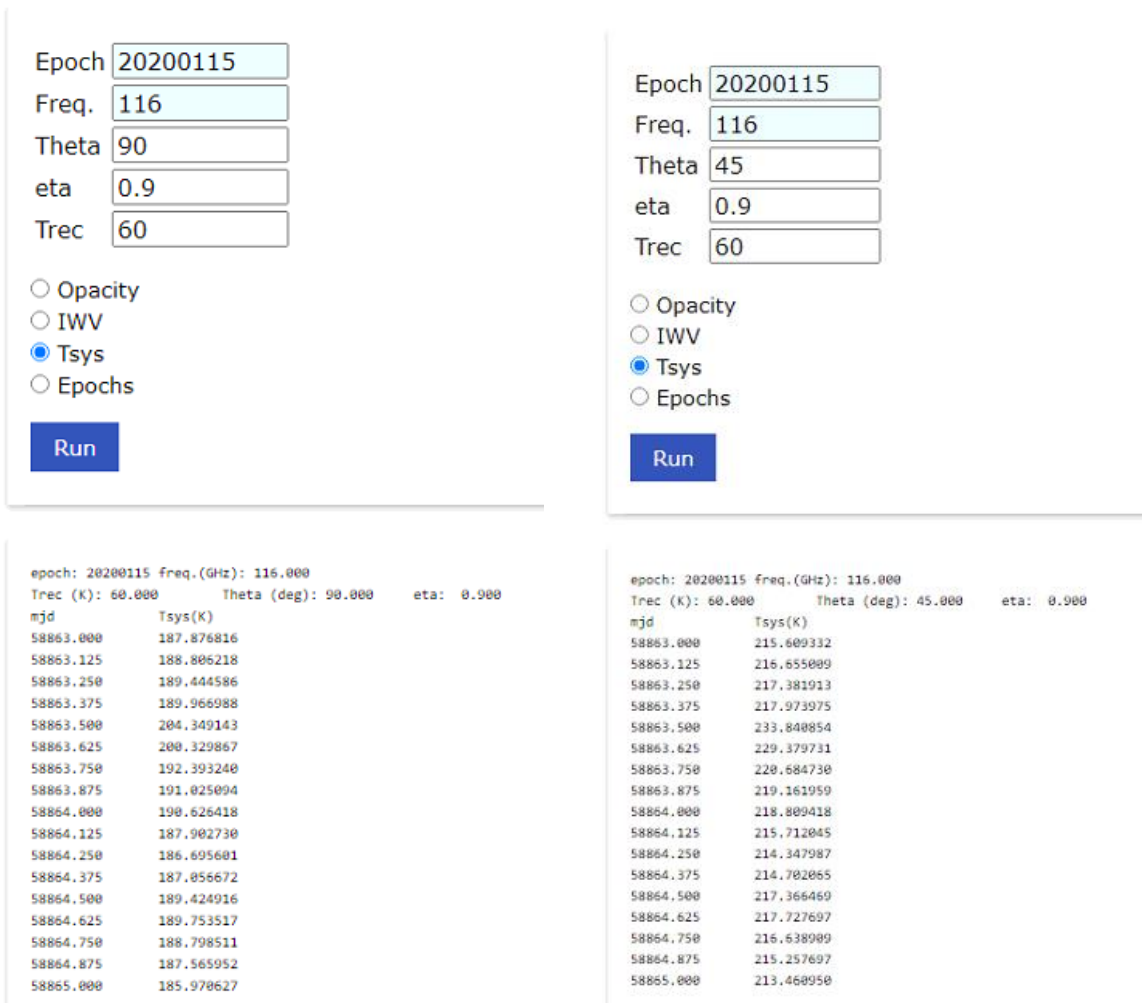 Epoch 20200115
Freq. 116
Theta 90
eta 0.9
Trec 60
Opacity
IWV
Tsys
Epochs
Run
epoch: 20200115 freq.(GHz): 116.000
Trec (K): 60.000 Theta (deg): 90.000 eta: 0.900
mjd Tsys(K)
58863.000 187.876816
58863.125 188.806218
58863.250 189.444586
58863.375 189.966988
58863.500 204.349143
58863.625 200.329867
58863.750 192.393240
58863.875 191.025094
58864.000 190.626418
58864.125 187.902730
58864.250 186.695601
58864.375 187.056672
58864.500 189.424916
58864.625 189.753517
58864.750 188.798511
58864.875 187.565952
58865.000 185.970627
Epoch 20200115
Freq. 116
Theta 45
eta 0.9
Trec 60
Opacity
IWV
Tsys
Epochs
Run
epoch: 20200115 freq.(GHz): 116.000
Trec (K): 60.000 Theta (deg): 45.000 eta: 0.900
mjd Tsys(K)
58863.000 215.609332
58863.125 216.655009
58863.250 217.381913
58863.375 217.973975
58863.500 233.840854
58863.625 229.379731
58863.750 220.684730
58863.875 219.161959
58864.000 218.809418
58864.125 215.712045
58864.250 214.347987
58864.375 214.702065
58864.500 217.366469
58864.625 217.727697
58864.750 216.638909
58864.875 215.257697
58865.000 213.460950